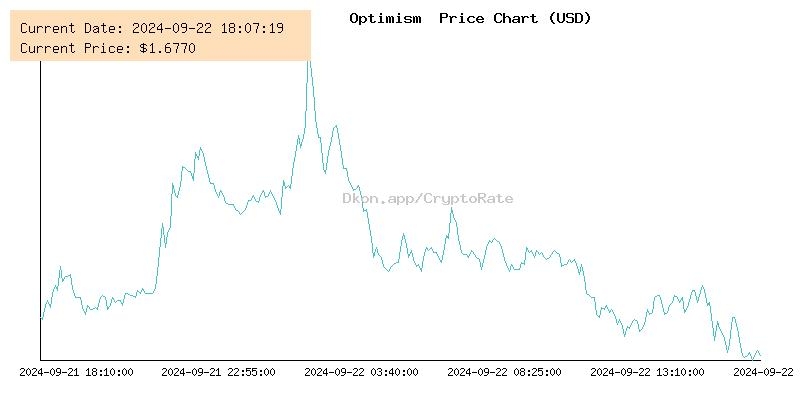 Optimism  Price Chart (USD)
Current Date: 2024-09-22 18:07:19
Current Price: $1.6770
Dkon.app/CryptoRate
2024-09-21 18:10:00 2024-09-21 22:55:00 2024-09-22 03:40:00 2024-09-22 08:25:00 2024-09-22 13:10:00 2024-09-22